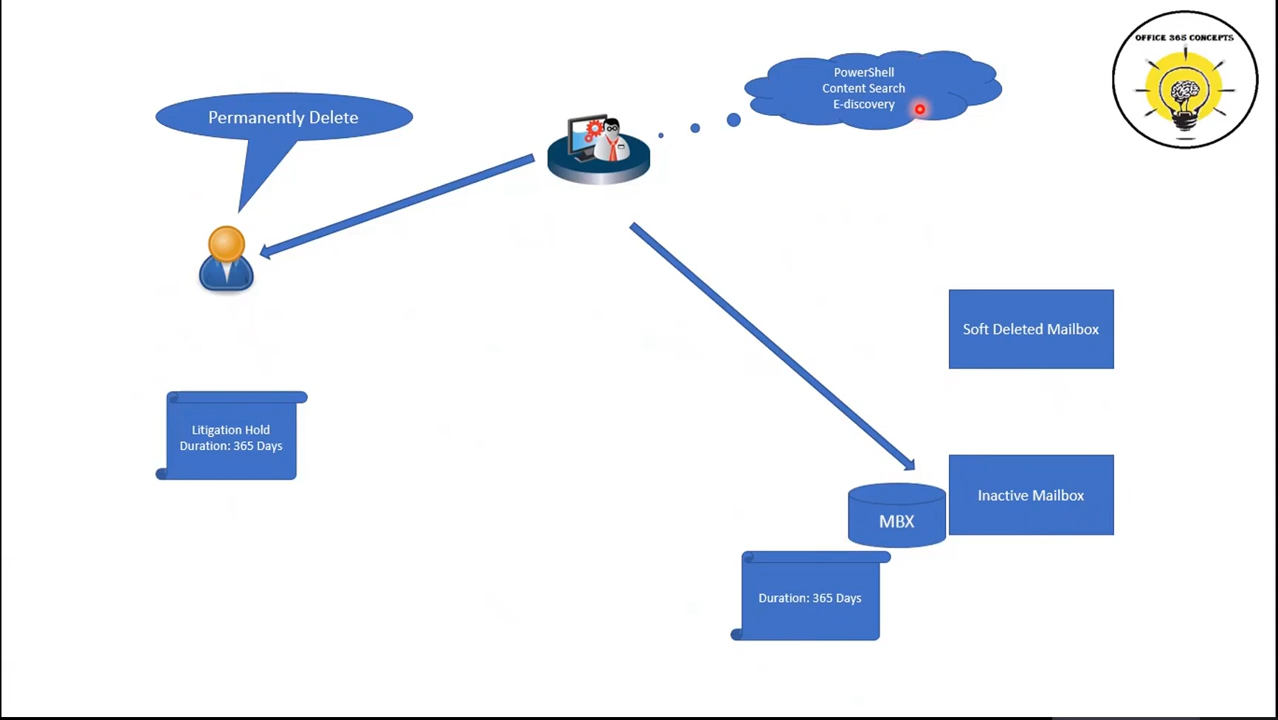 OFFICE 365 CONCEPTS
PowerShell
Content Search
E-discovery
Permanently Delete
Soft Deleted Mailbox
Litigation Hold
Duration: 365 Days
Inactive Mailbox
MBX
Duration: 365 Days